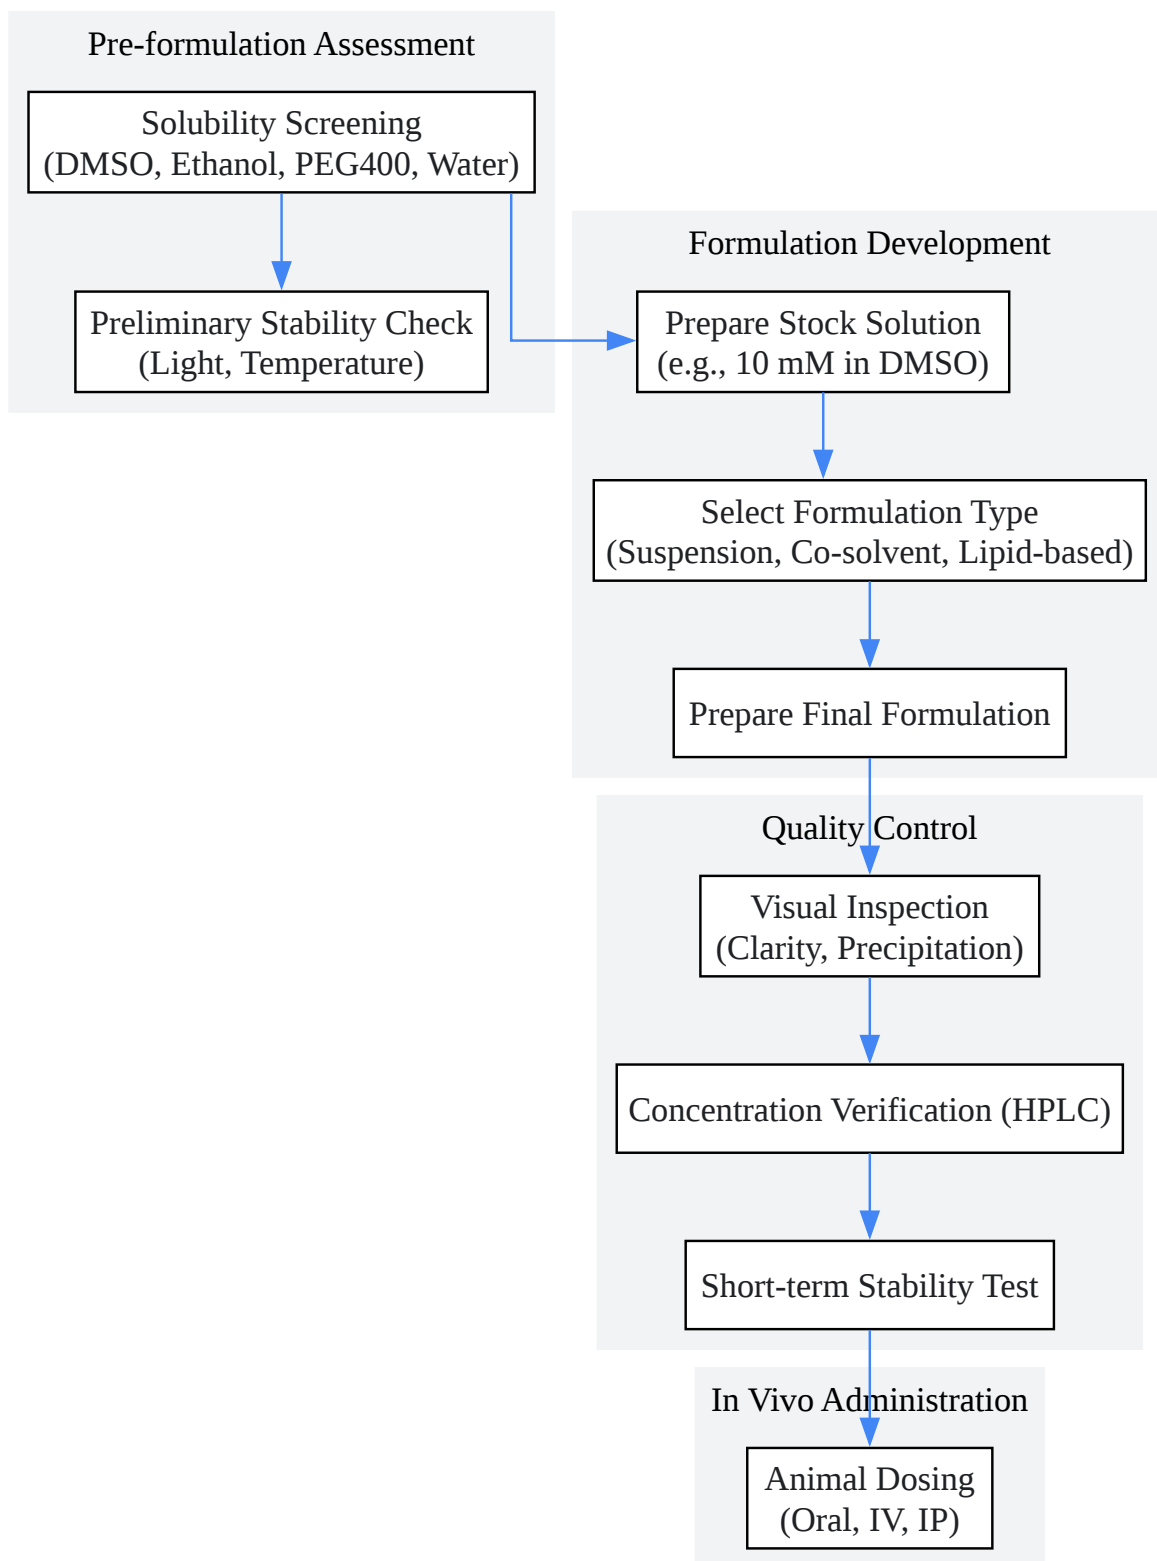 Pre-formulation Assessment
Solubility Screening
(DMSO, Ethanol, PEG400, Water)
Preliminary Stability Check
(Light, Temperature)
Formulation Development
Prepare Stock Solution
(e.g., 10 mM in DMSO)
Select Formulation Type
(Suspension, Co-solvent, Lipid-based)
Prepare Final Formulation
Quality Control
Visual Inspection
(Clarity, Precipitation)
Concentration Verification (HPLC)
Short-term Stability Test
In Vivo Administration
Animal Dosing
(Oral, IV, IP)